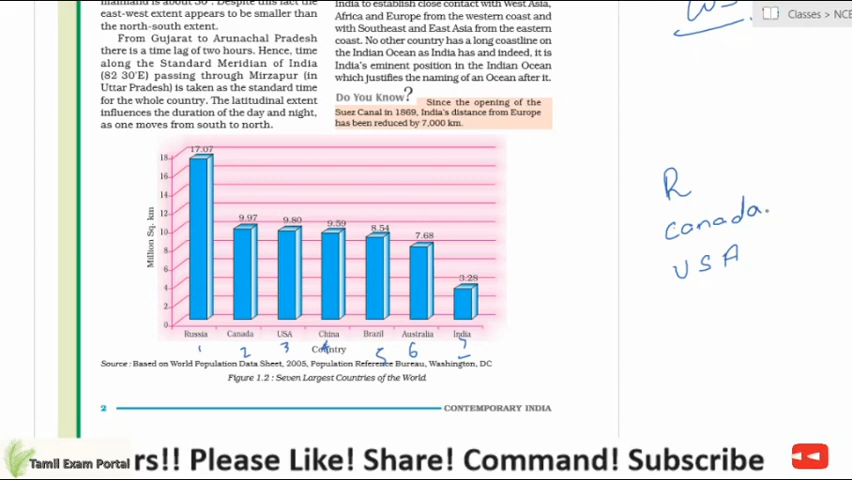 mainland is about 30°. Despite this fact the
east-west extent appears to be smaller than
the north-south extent.
From Gujarat to Arunachal Pradesh
there is a time lag of two hours. Hence, time
along the Standard Meridian of India
(82 30'E) passing through Mirzapur (in
Uttar Pradesh) is taken as the standard time
for the whole country. The latitudinal extent
influences the duration of the day and night,
as one moves from south to north.
India to establish close contact with West Asia,
Africa and Europe from the western coast and
with Southeast and East Asia from the eastern
coast. No other country has a long coastline on
the Indian Ocean as India has and indeed, it is
India's eminent position in the Indian Ocean
which justifies the naming of an Ocean after it.
Do You Know?
Since the opening of the
Suez Canal in 1869, India's distance from Europe
has been reduced by 7,000 km.
Classes > NCE
R
Canada.
USA
Million Sq. km
18
16
14
12
10
8
6
4
2
0
17.07
9.97
9.80
9.59
8.54
7.68
3.28
Russia Canada USA China Brazil Australia India
1 2 3 4 5 6 7
Country
Source : Based on World Population Data Sheet, 2005, Population Reference Bureau, Washington, DC
Figure 1.2 : Seven Largest Countries of the World
2 CONTEMPORARY INDIA
Tamil Exam Portal
rs!! Please Like! Share! Command! Subscribe